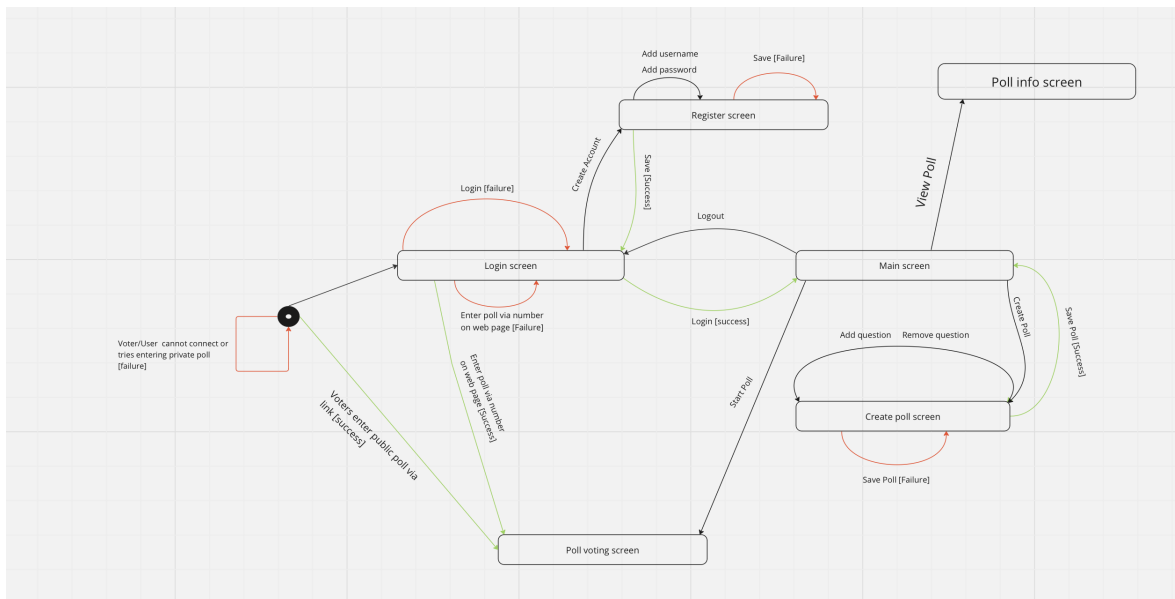 Add username
Add password
Save [Failure]
Poll info screen
Register screen
Create Account
Save [Success]
View Poll
Login [failure]
Logout
Login screen
Main screen
Enter poll via number
on web page [Failure]
Login [success]
Create Poll
Save Poll [Success]
Voter/User cannot connect or
tries entering private poll
[failure]
Add question
Remove question
Enter poll via number
on web page [Success]
Start Poll
Voters enter public poll via
link [success]
Create poll screen
Save Poll [Failure]
Poll voting screen